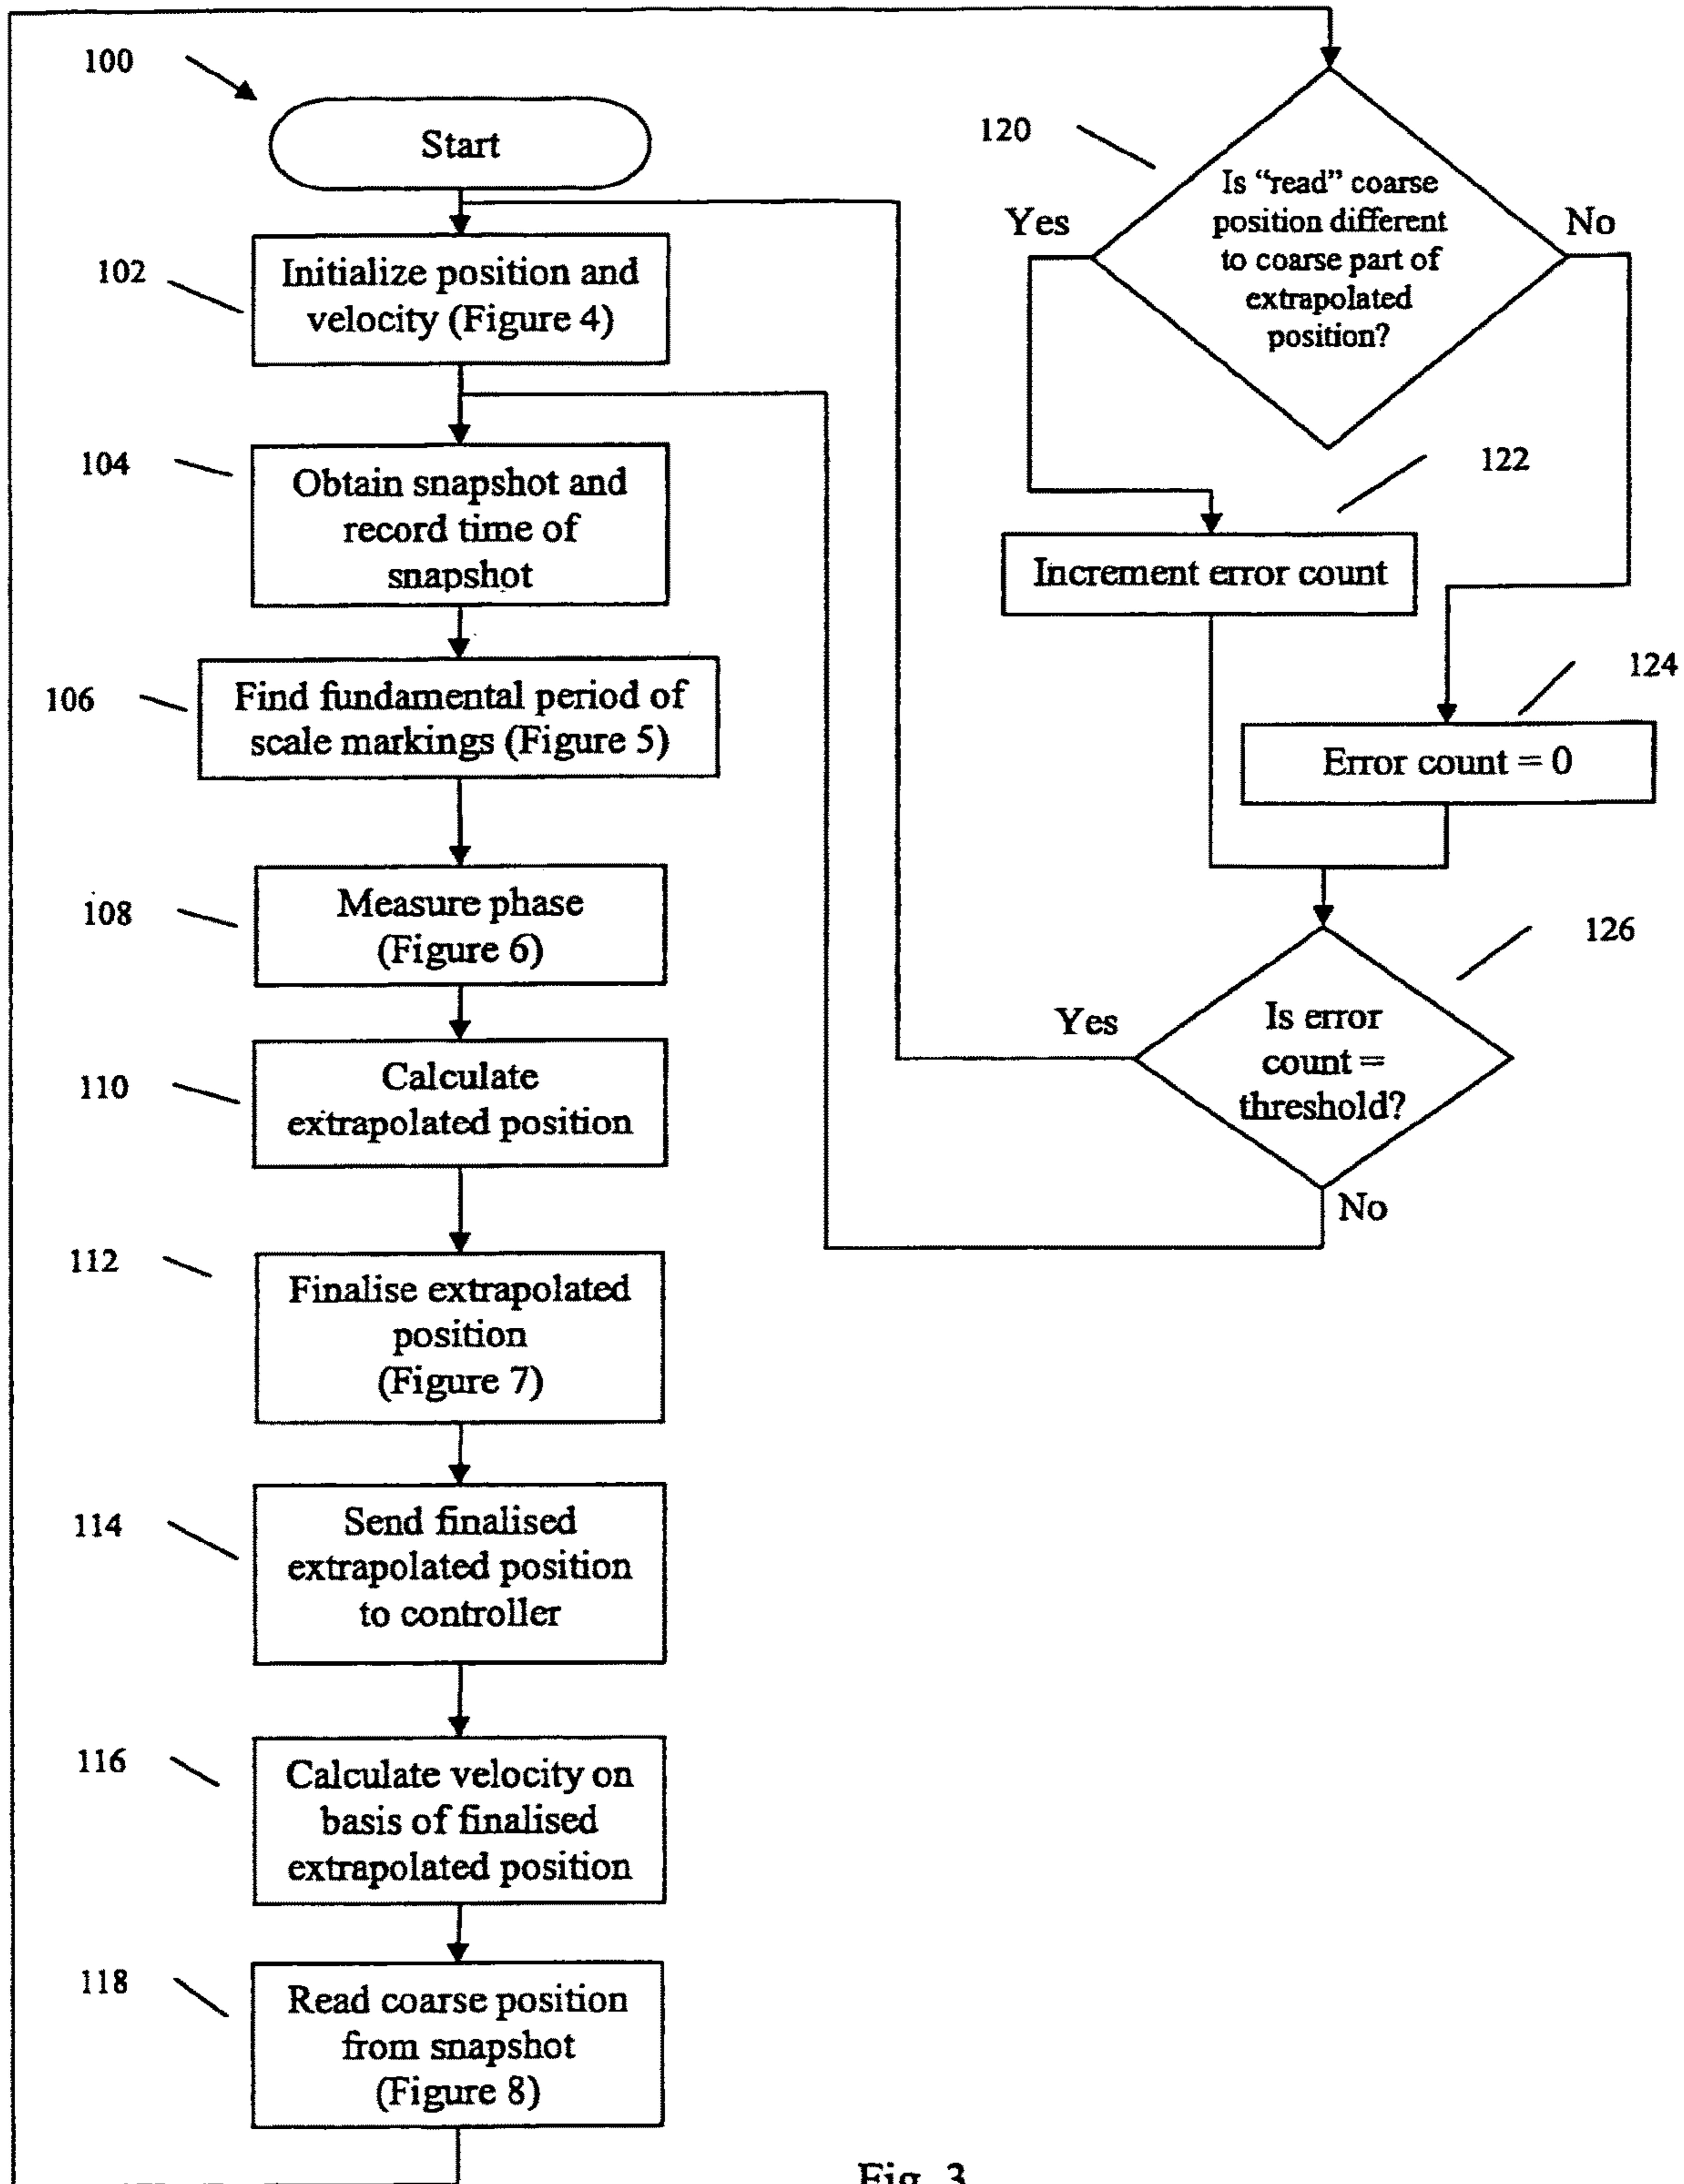 100
Start
102
Initialize position and
velocity (Figure 4)
104
Obtain snapshot and
record time of
snapshot
106
Find fundamental period of
scale markings (Figure 5)
108
Measure phase
(Figure 6)
110
Calculate
extrapolated position
112
Finalise extrapolated
position
(Figure 7)
114
Send finalised
extrapolated position
to controller
116
Calculate velocity on
basis of finalised
extrapolated position
118
Read coarse position
from snapshot
(Figure 8)
120
Is “read” coarse
position different
to coarse part of
extrapolated
position?
Yes
No
122
Increment error count
124
Error count = 0
126
Is error
count =
threshold?
Yes
No
Fig. 3